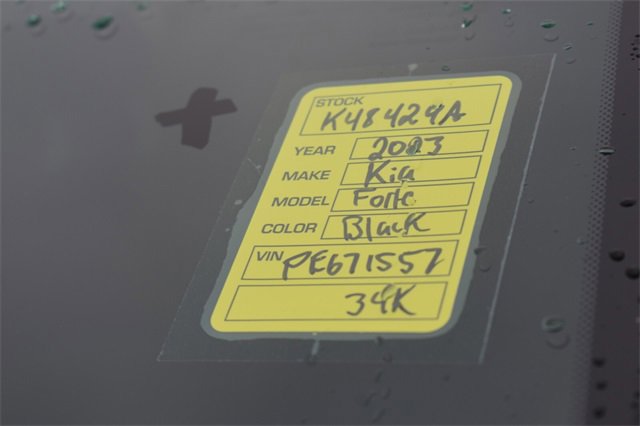 STOCK
K48424A
YEAR 2023
MAKE Kia
MODEL Forte
COLOR Black
VIN PE671557
34K